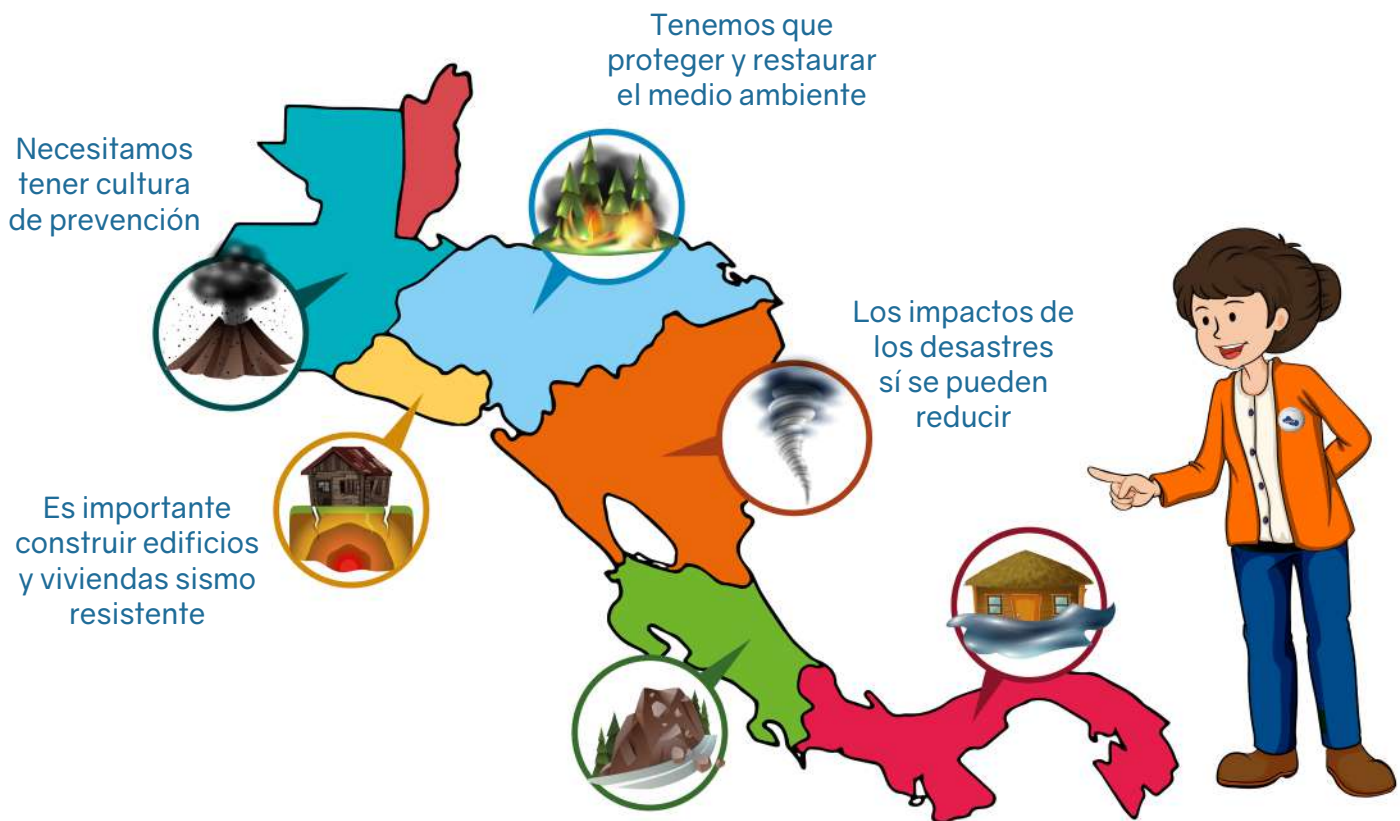 Tenemos que
proteger y restaurar
el medio ambiente
Necesitamos
tener cultura
de prevención
Los impactos de
los desastres
sí se pueden
reducir
Es importante
construir edificios
y viviendas sismo
resistente